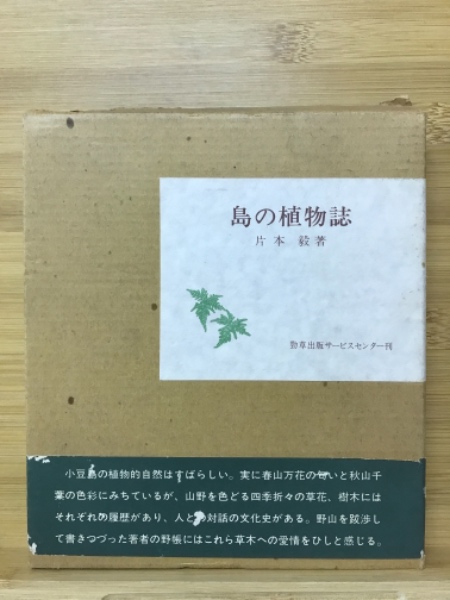 島の植物誌
片本 毅著
勁草出版サービスセンター刊
小豆島の植物的自然はすばらしい。実に春山万花の いと秋山千
葉の色彩にみちているが、山野を色どる四季折々の草花、樹木には
それぞれの履歴があり、人との対話の文化史がある。野山を跋渉し
て書きつづった著者の野帳にはこれら草木への愛情をひしと感じる。